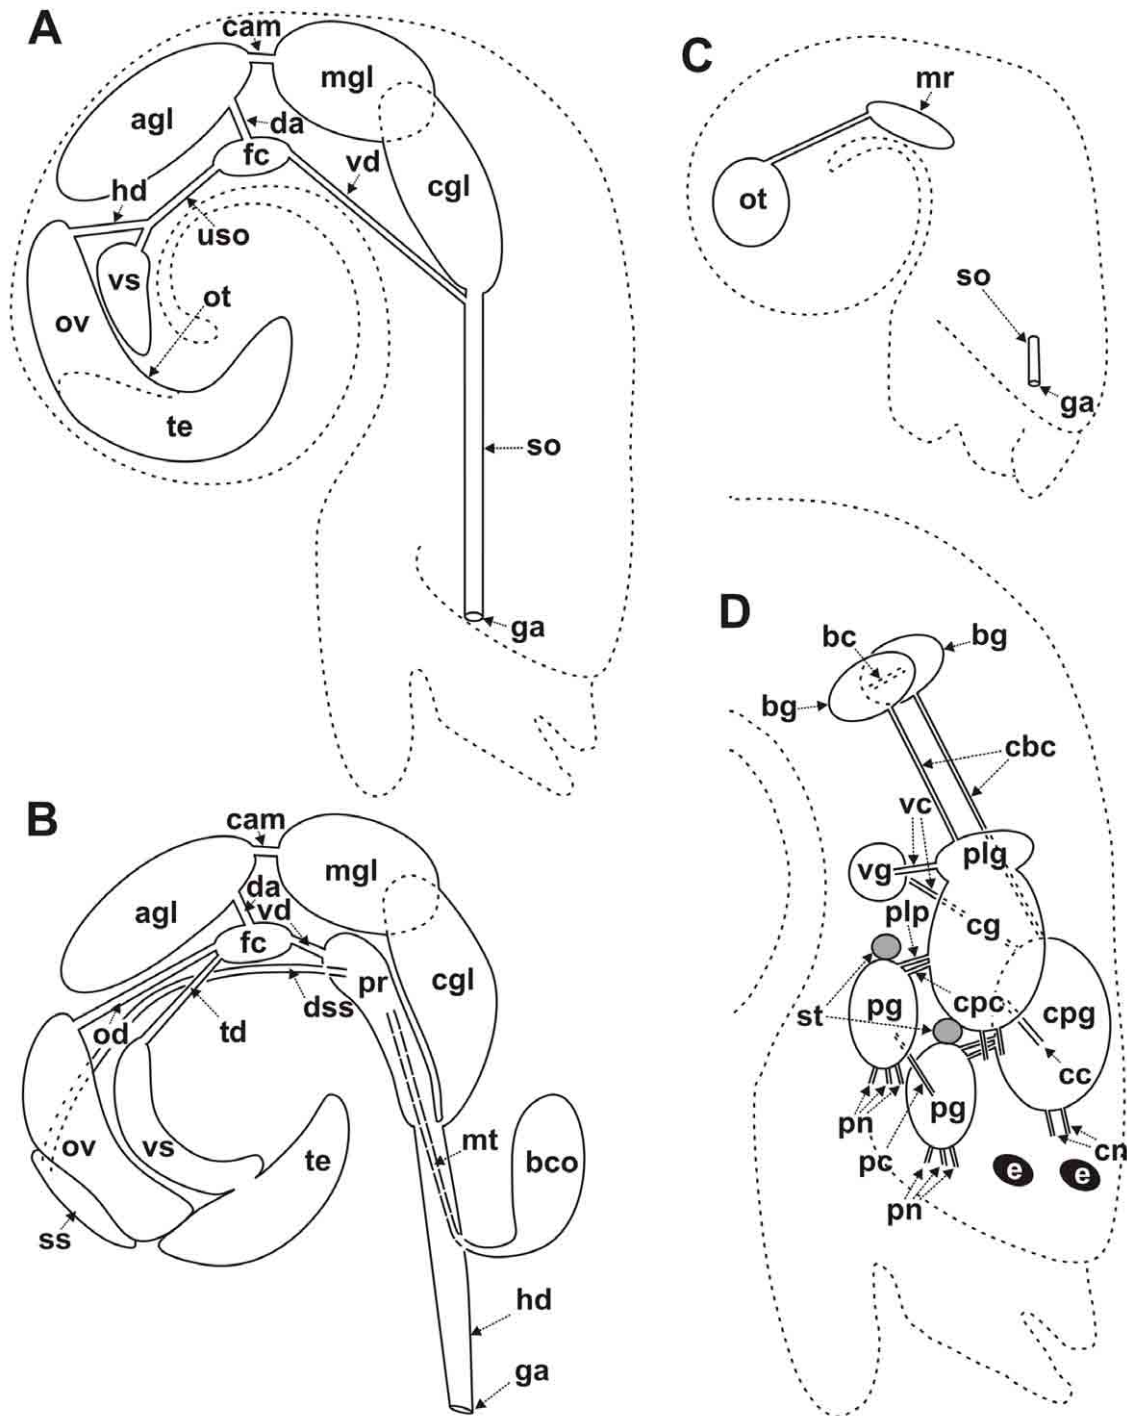 A
cam
mgl
agl
da
fc
vd
cgl
hd
uso
vs
ot
ov
te
so
ga
B
cam
mgl
agl
da
vd
fc
pr
cgl
dss
od
td
ov
vs
te
mt
bco
ss
hd
ga
C
mr
ot
so
ga
D
bc
bg
bg
cbc
vc
plg
vg
plp
cg
cpc
st
pg
cpg
cc
pn
pg
pc
cn
pn
e
e